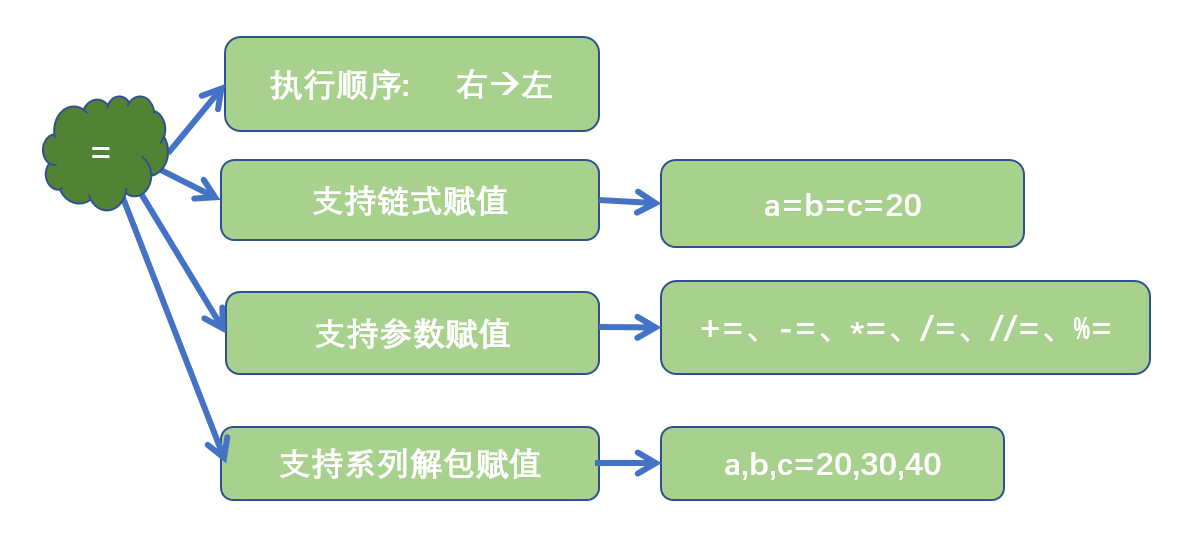 =
执行顺序: 右→左
支持链式赋值
a=b=c=20
支持参数赋值
+=、-=、*=、/=、//=、%=
支持系列解包赋值
a,b,c=20,30,40